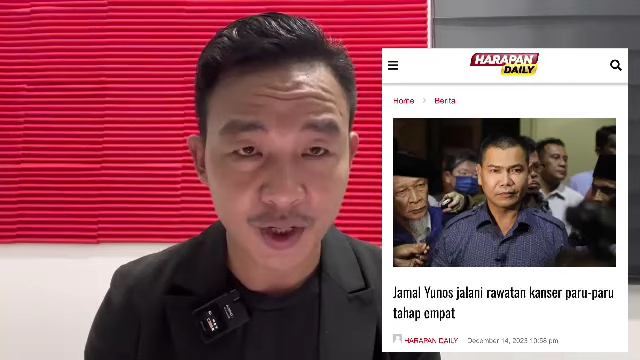 HARAPAN
DAILY
Home > Berita
Jamal Yunos jalani rawatan kanser paru-paru
tahap empat
HARAPAN DAILY December 14, 2023 10:58 pm